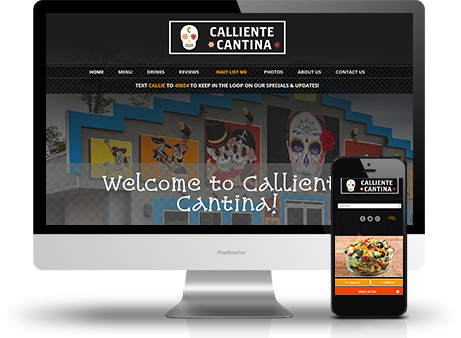 CALLIENTE
CANTINA
HOME MENU DRINKS REVIEWS WAIT LIST ME PHOTOS ABOUT US CONTACT US
TEXT CALLIC TO 49654 TO KEEP IN THE LOOP ON OUR SPECIALS & UPDATES!
Welcome to Callient
Cantina!
PixelBrother
CALLIENTE
CANTINA
Wait List Me